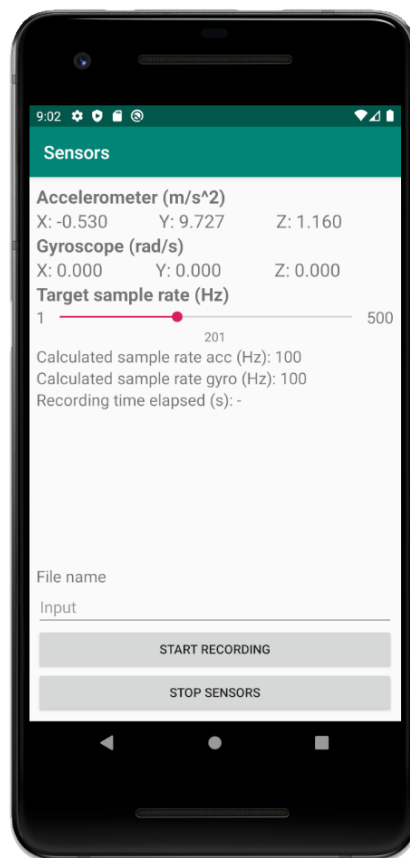 9:02
Sensors
Accelerometer (m/s^2)
X: -0.530 Y: 9.727 Z: 1.160
Gyroscope (rad/s)
X: 0.000 Y: 0.000 Z: 0.000
Target sample rate (Hz)
1 500
201
Calculated sample rate acc (Hz): 100
Calculated sample rate gyro (Hz): 100
Recording time elapsed (s): -
File name
Input
START RECORDING
STOP SENSORS